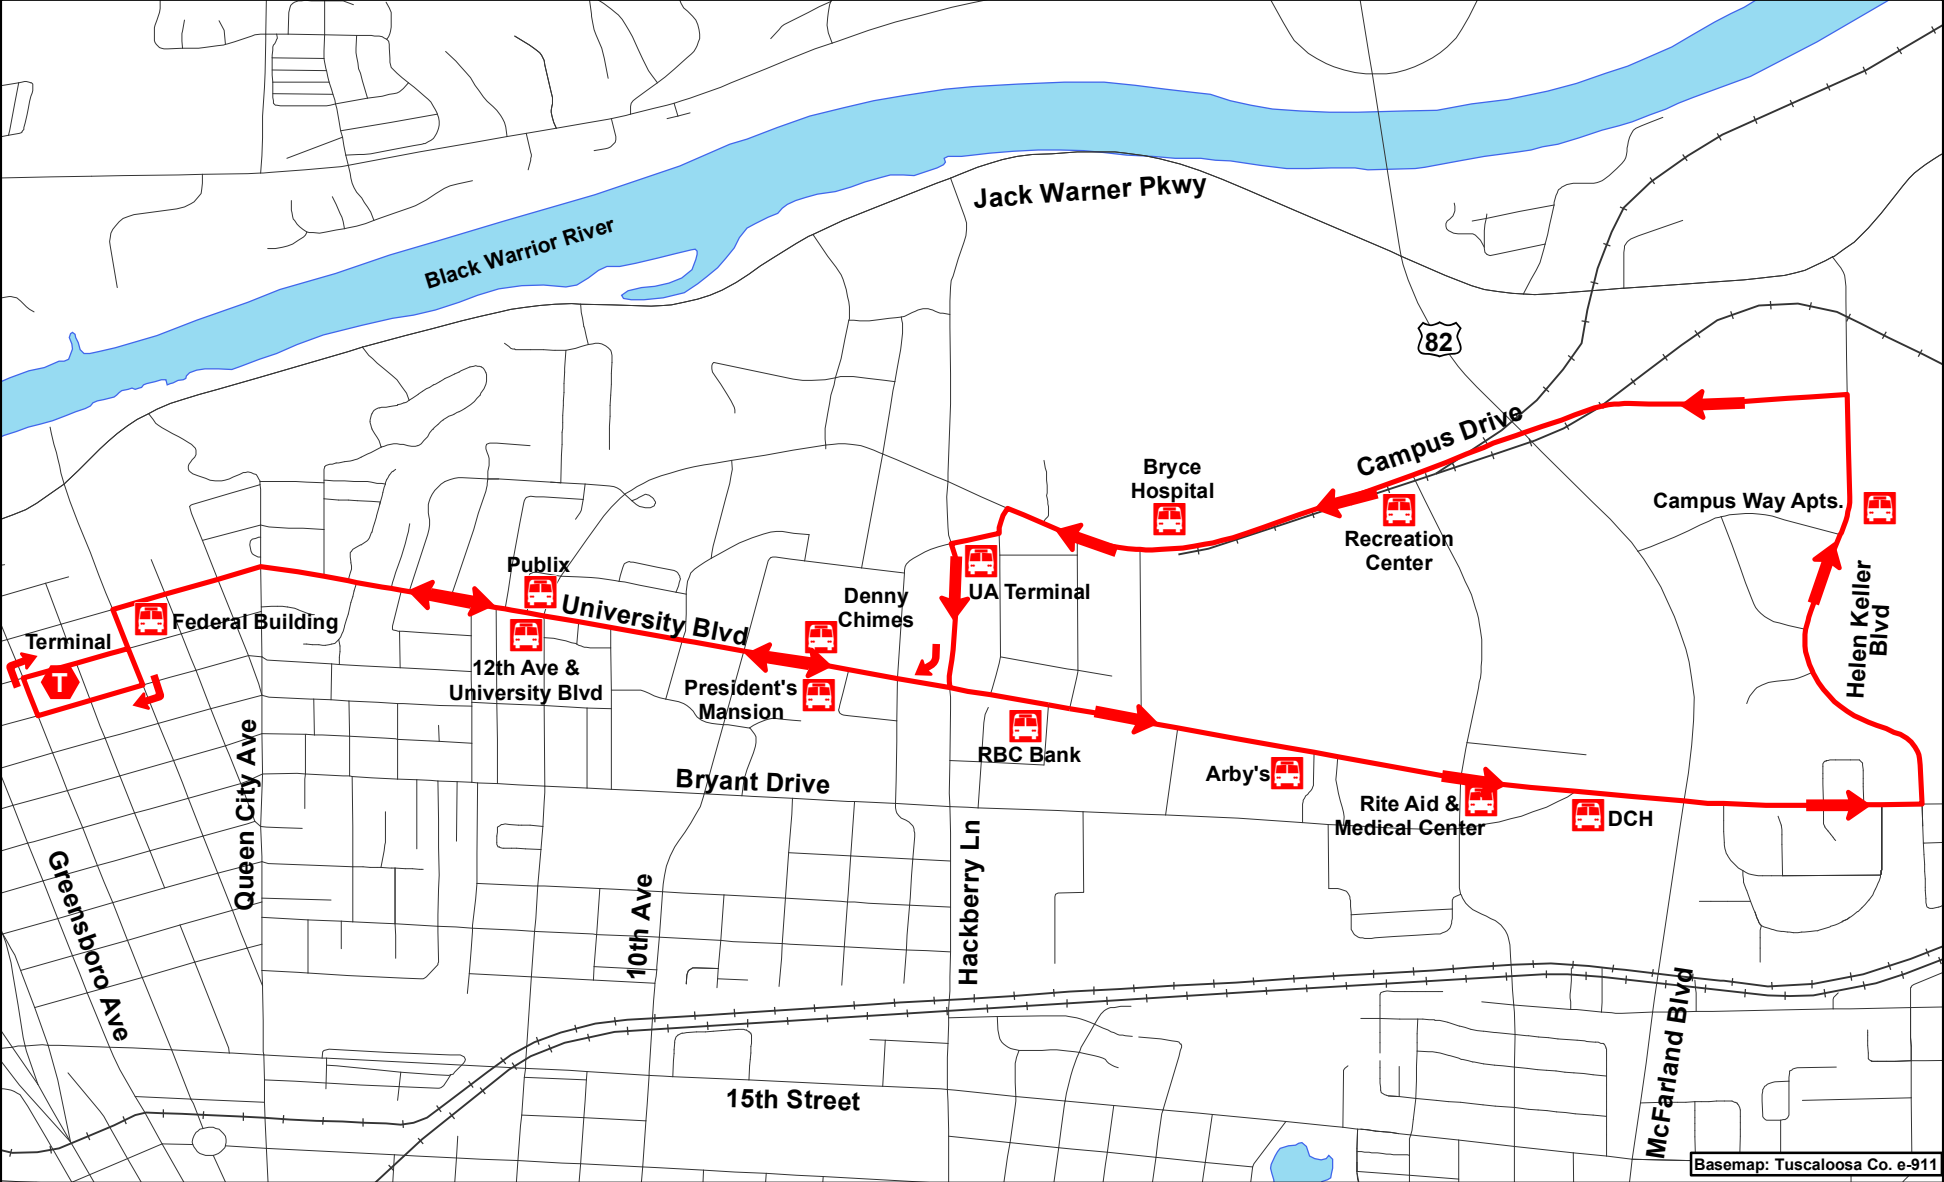 Jack Warner Pkwy
Black Warrior River
82
Campus Drive
Bryce
Hospital
Campus Way Apts.
Recreation
Center
Publix
University Blvd
Denny
Chimes
UA Terminal
Helen Keller
Blvd
Federal Building
Terminal
T
12th Ave &
University Blvd
President's
Mansion
RBC Bank
Arby's
Rite Aid &
Medical Center
DCH
Bryant Drive
Queen City Ave
Greensboro Ave
10th Ave
Hackberry Ln
McFarland Blvd
15th Street
Basemap: Tuscaloosa Co. e-911